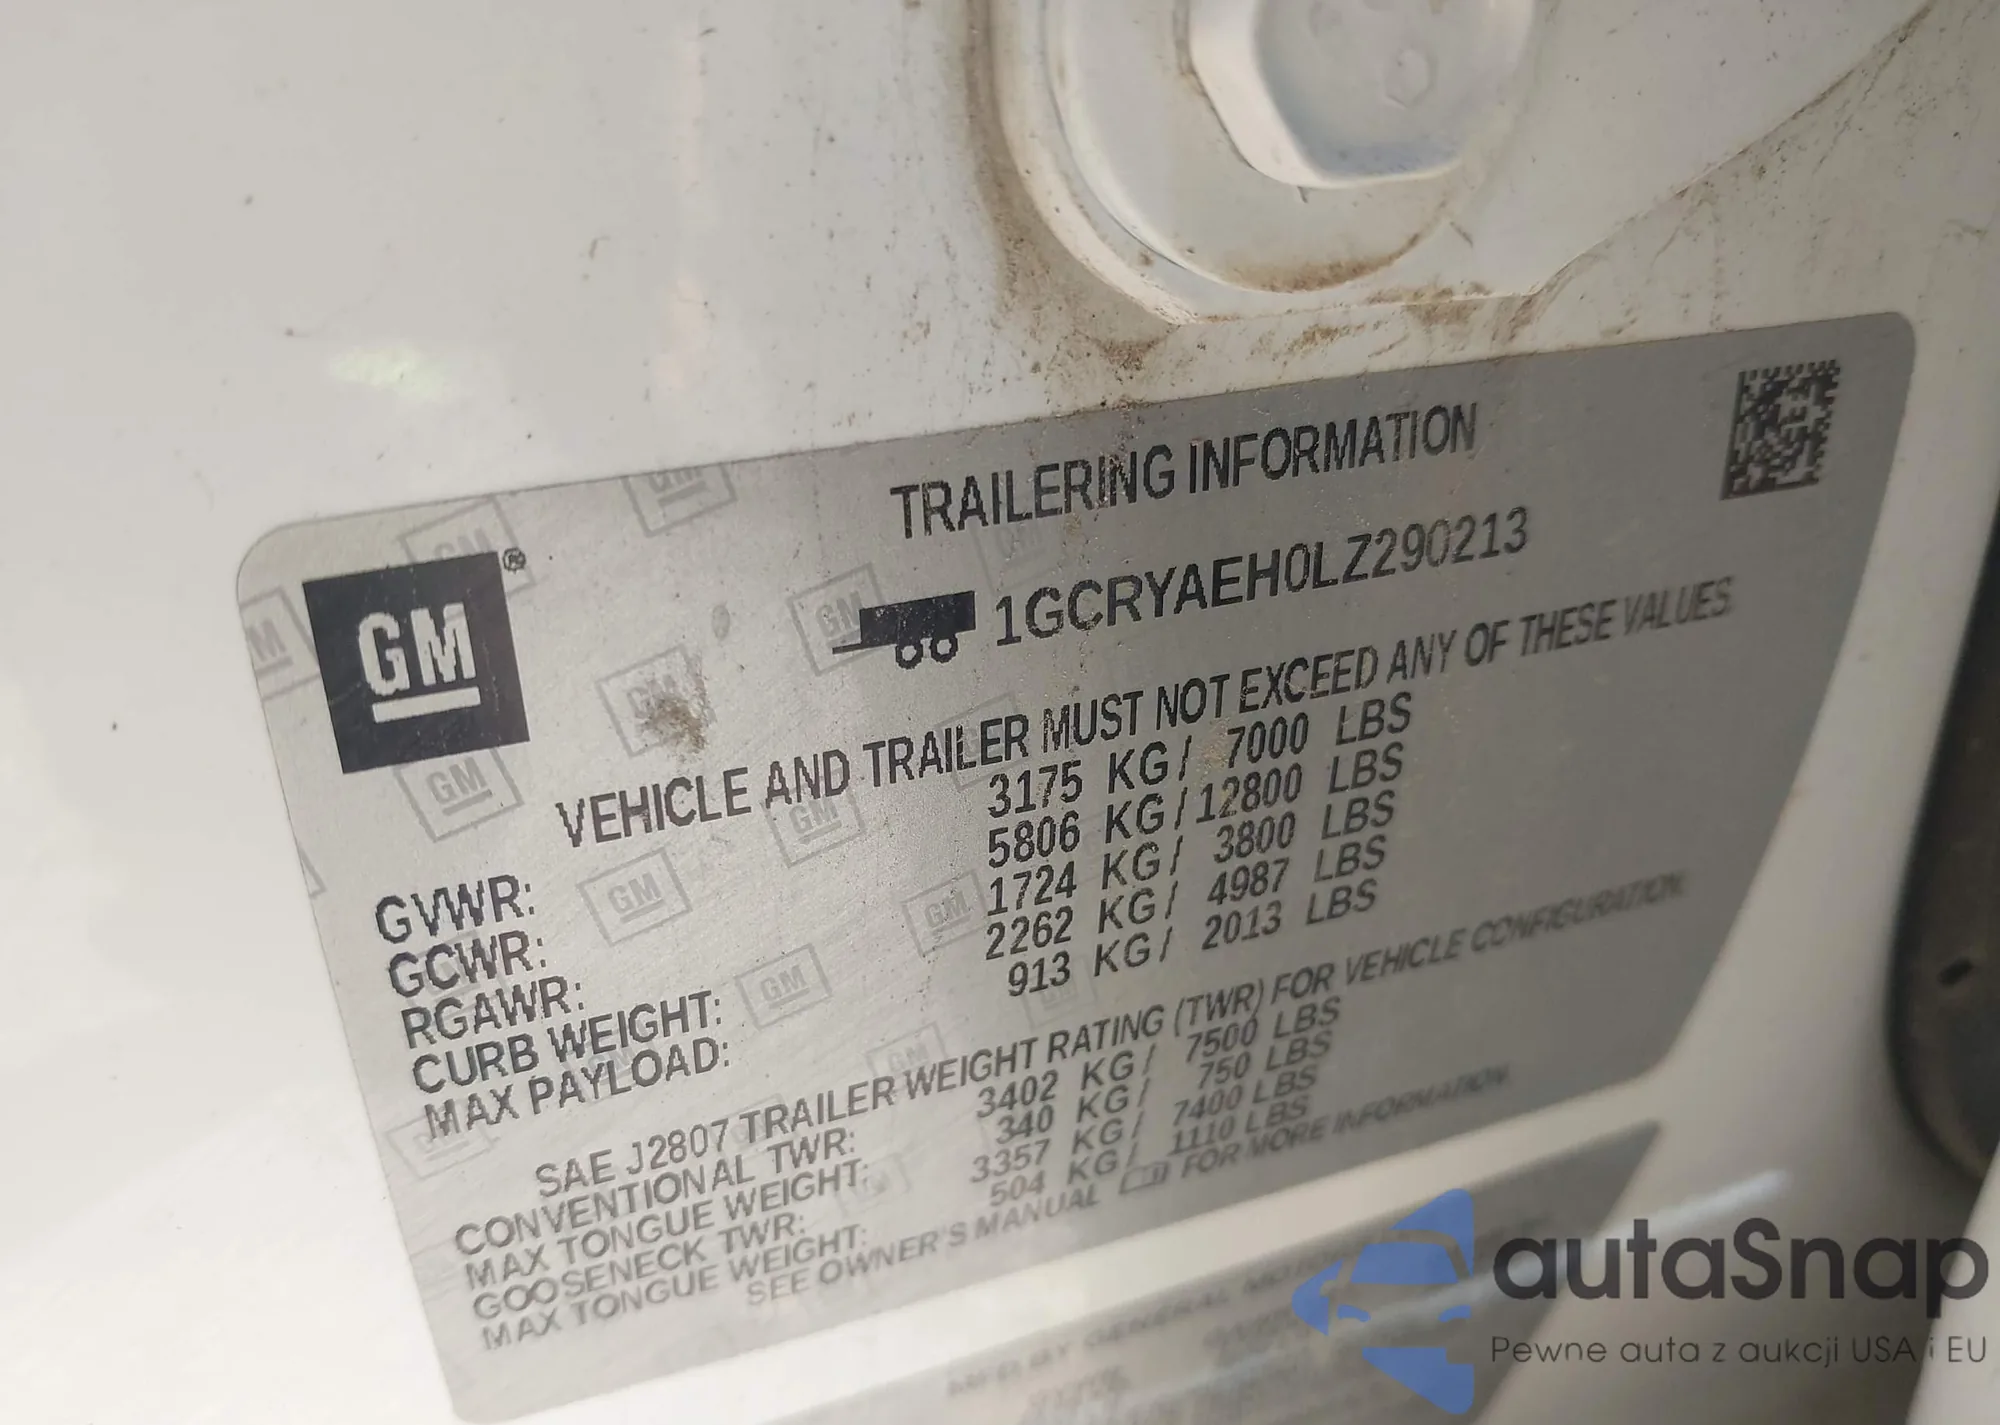 TRAILERING INFORMATION
GM®
1GCRYAEH0LZ290213
VEHICLE AND TRAILER MUST NOT EXCEED ANY OF THESE VALUES
GVWR: 3175 KG/ 7000 LBS
GCWR: 5806 KG/12800 LBS
RGAWR: 1724 KG/ 3800 LBS
CURB WEIGHT: 2262 KG/ 4987 LBS
MAX PAYLOAD: 913 KG/ 2013 LBS
SAE J2807 TRAILER WEIGHT RATING (TWR) FOR VEHICLE CONFIGURATION.
CONVENTIONAL TWR: 3402 KG/ 7500 LBS
MAX TONGUE WEIGHT: 340 KG/ 750 LBS
GOOSENECK TWR: 3357 KG/ 7400 LBS
MAX TONGUE WEIGHT: 504 KG/ 1110 LBS
SEE OWNER'S MANUAL FOR MORE INFORMATION
MFD BY GENERAL MOTORS
autaSnap
Pewne auta z aukcji USA i EU